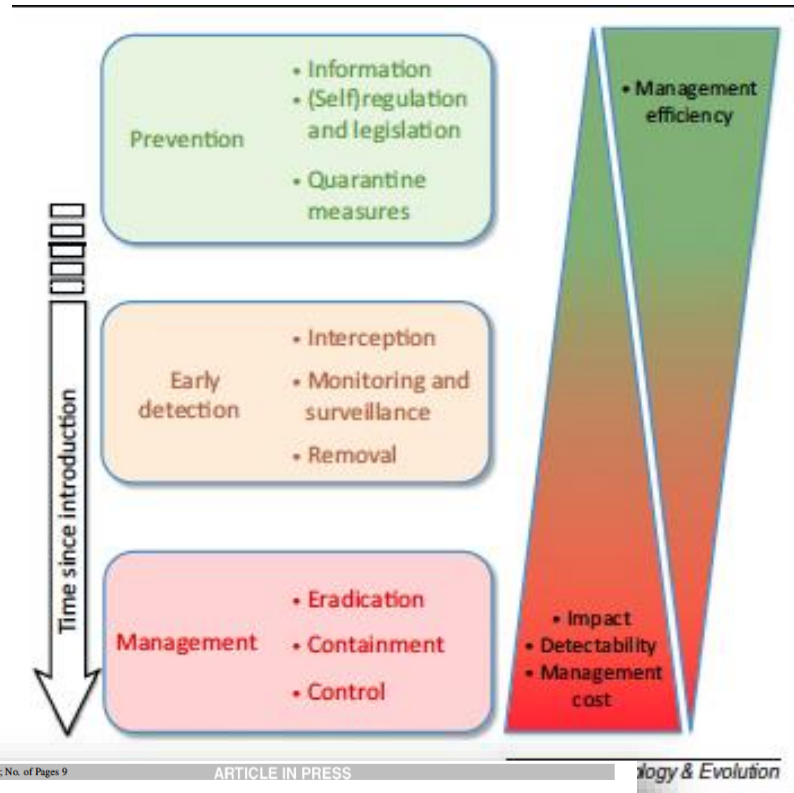 Prevention
• Information
• (Self)regulation
and legislation
• Quarantine
measures
• Management
efficiency
Time since introduction
Early
detection
• Interception
• Monitoring and
surveillance
• Removal
Management
• Eradication
• Containment
• Control
• Impact
• Detectability
• Management
cost
; No. of Pages 9
ARTICLE IN PRESS
& Evolution